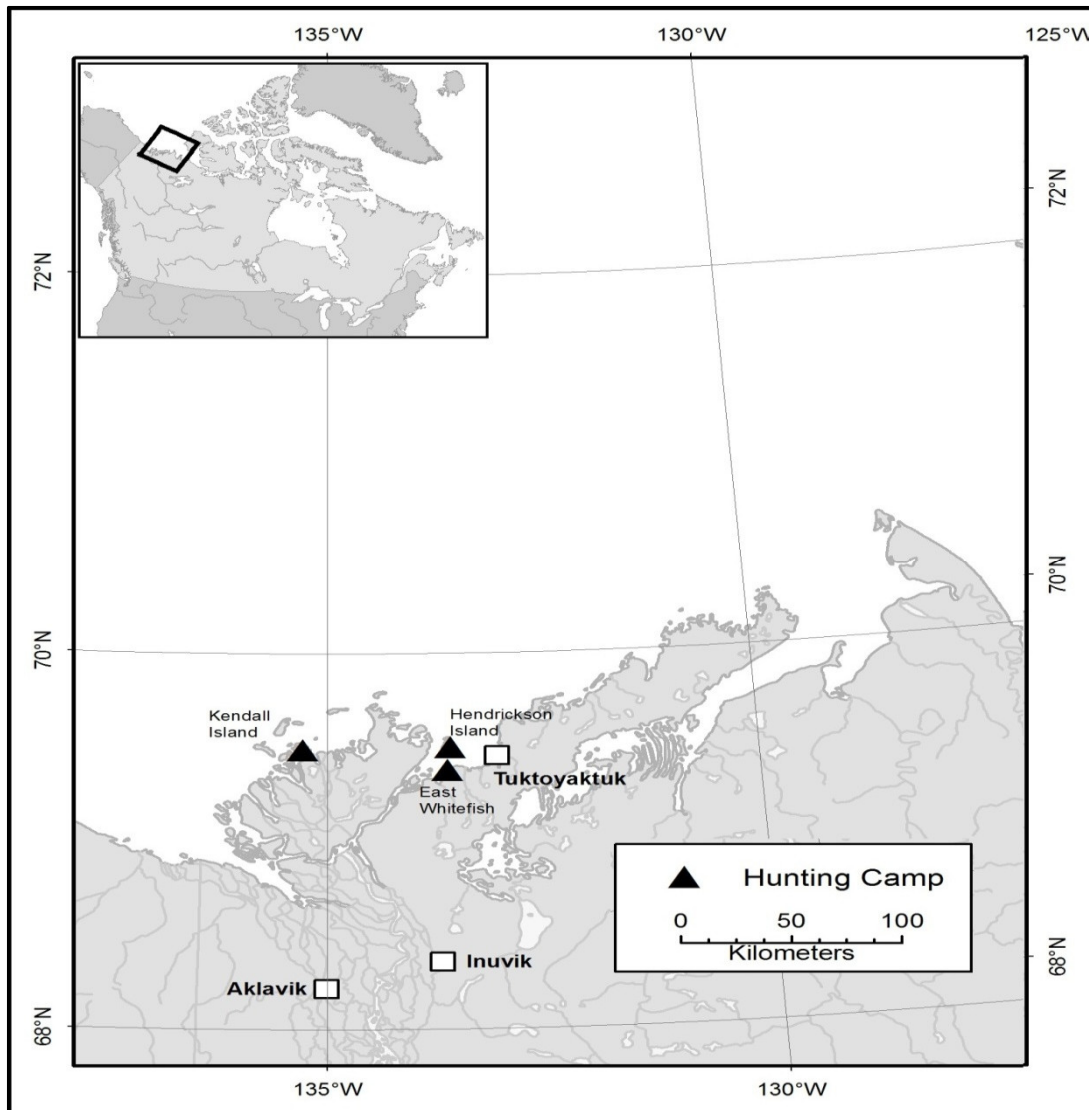 135°W
130°W
125°W
72°N
72°N
70°N
70°N
Kendall
Island
Hendrickson
Island
Tuktoyaktuk
East
Whitefish
Hunting Camp
0 50 100
Kilometers
Inuvik
Aklavik
68°N
68°N
135°W
130°W